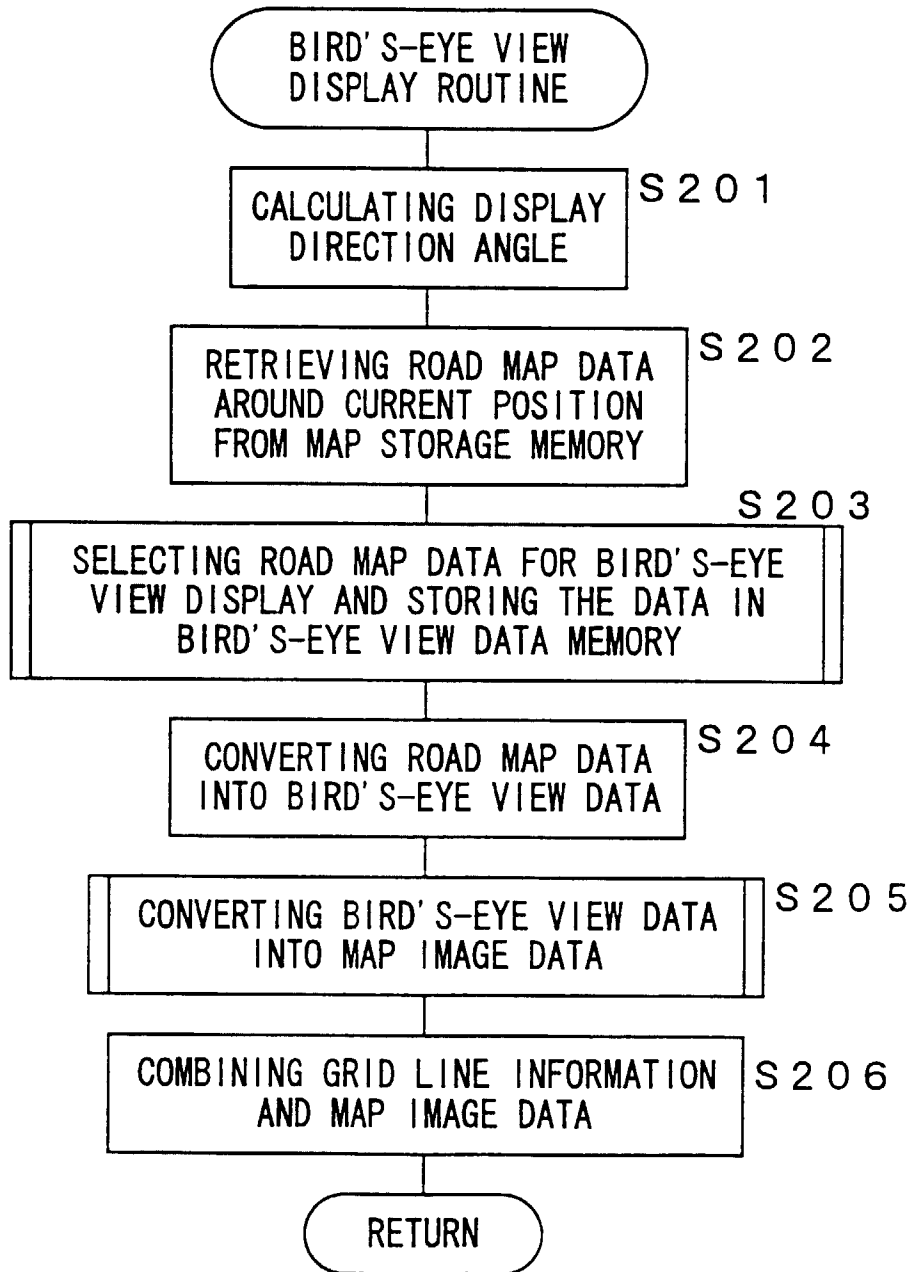 BIRD'S-EYE VIEW
DISPLAY ROUTINE
S201
CALCULATING DISPLAY
DIRECTION ANGLE
S202
RETRIEVING ROAD MAP DATA
AROUND CURRENT POSITION
FROM MAP STORAGE MEMORY
S203
SELECTING ROAD MAP DATA FOR BIRD'S-EYE
VIEW DISPLAY AND STORING THE DATA IN
BIRD'S-EYE VIEW DATA MEMORY
S204
CONVERTING ROAD MAP DATA
INTO BIRD'S-EYE VIEW DATA
S205
CONVERTING BIRD'S-EYE VIEW DATA
INTO MAP IMAGE DATA
S206
COMBINING GRID LINE INFORMATION
AND MAP IMAGE DATA
RETURN